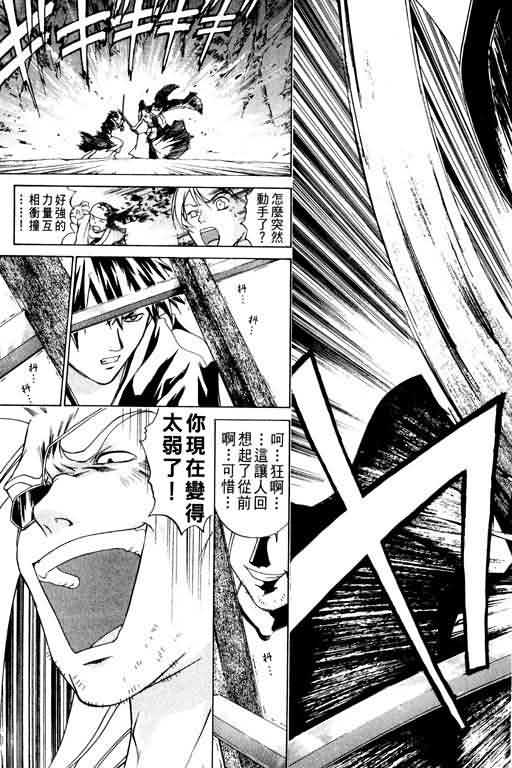 ギギギギ
怎麼突然
動手了?
好強的
力量互
相衝撞
……!
抖…
抖…
抖…
呵…狂啊…
…這讓人回
想起了從前
啊…可惜…
抖…
你現在變得
太弱了!